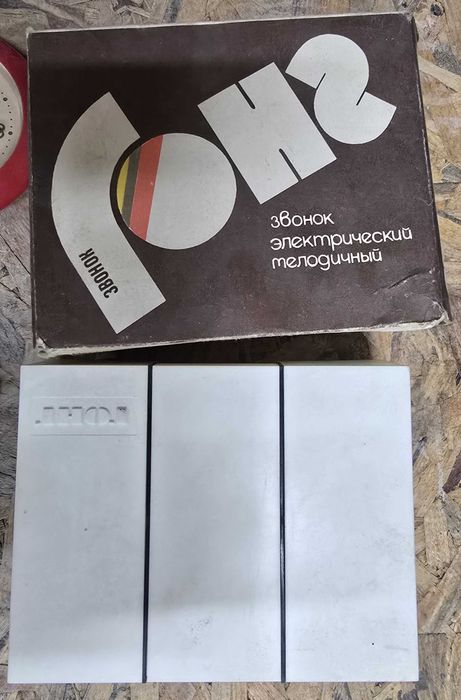 Гонг
ЗВОНОК
звонок
электрический
мелодичный
ГОНГ